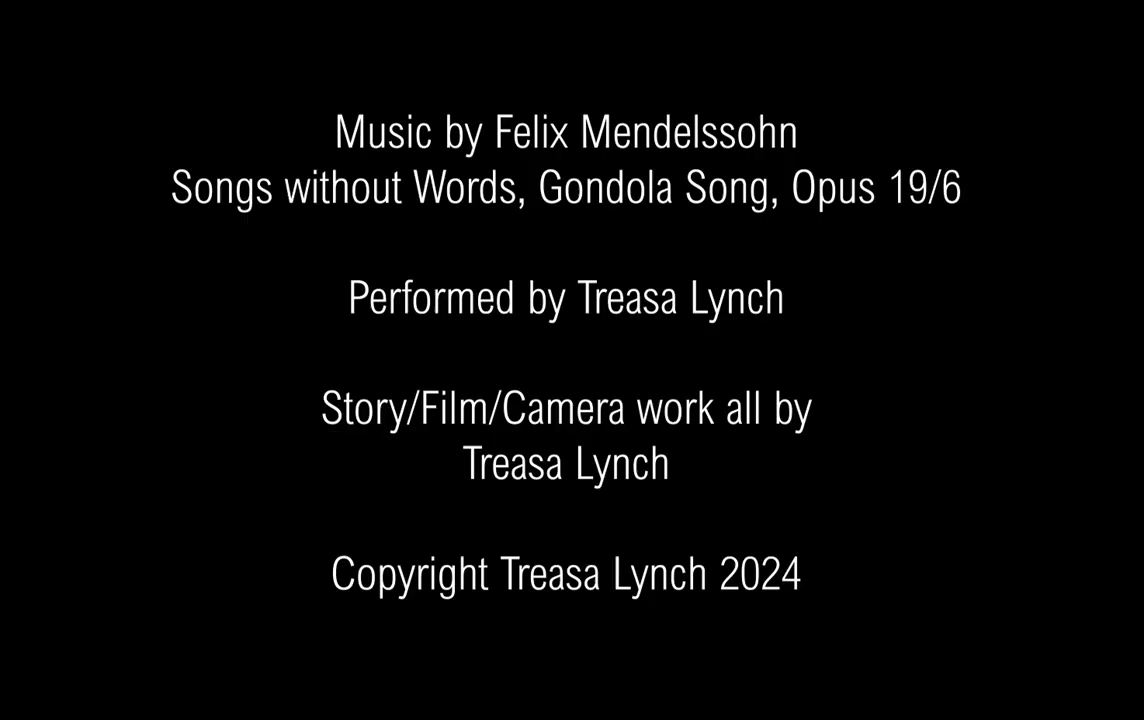 Music by Felix Mendelssohn
Songs without Words, Gondola Song, Opus 19/6
Performed by Treasa Lynch
Story/Film/Camera work all by
Treasa Lynch
Copyright Treasa Lynch 2024